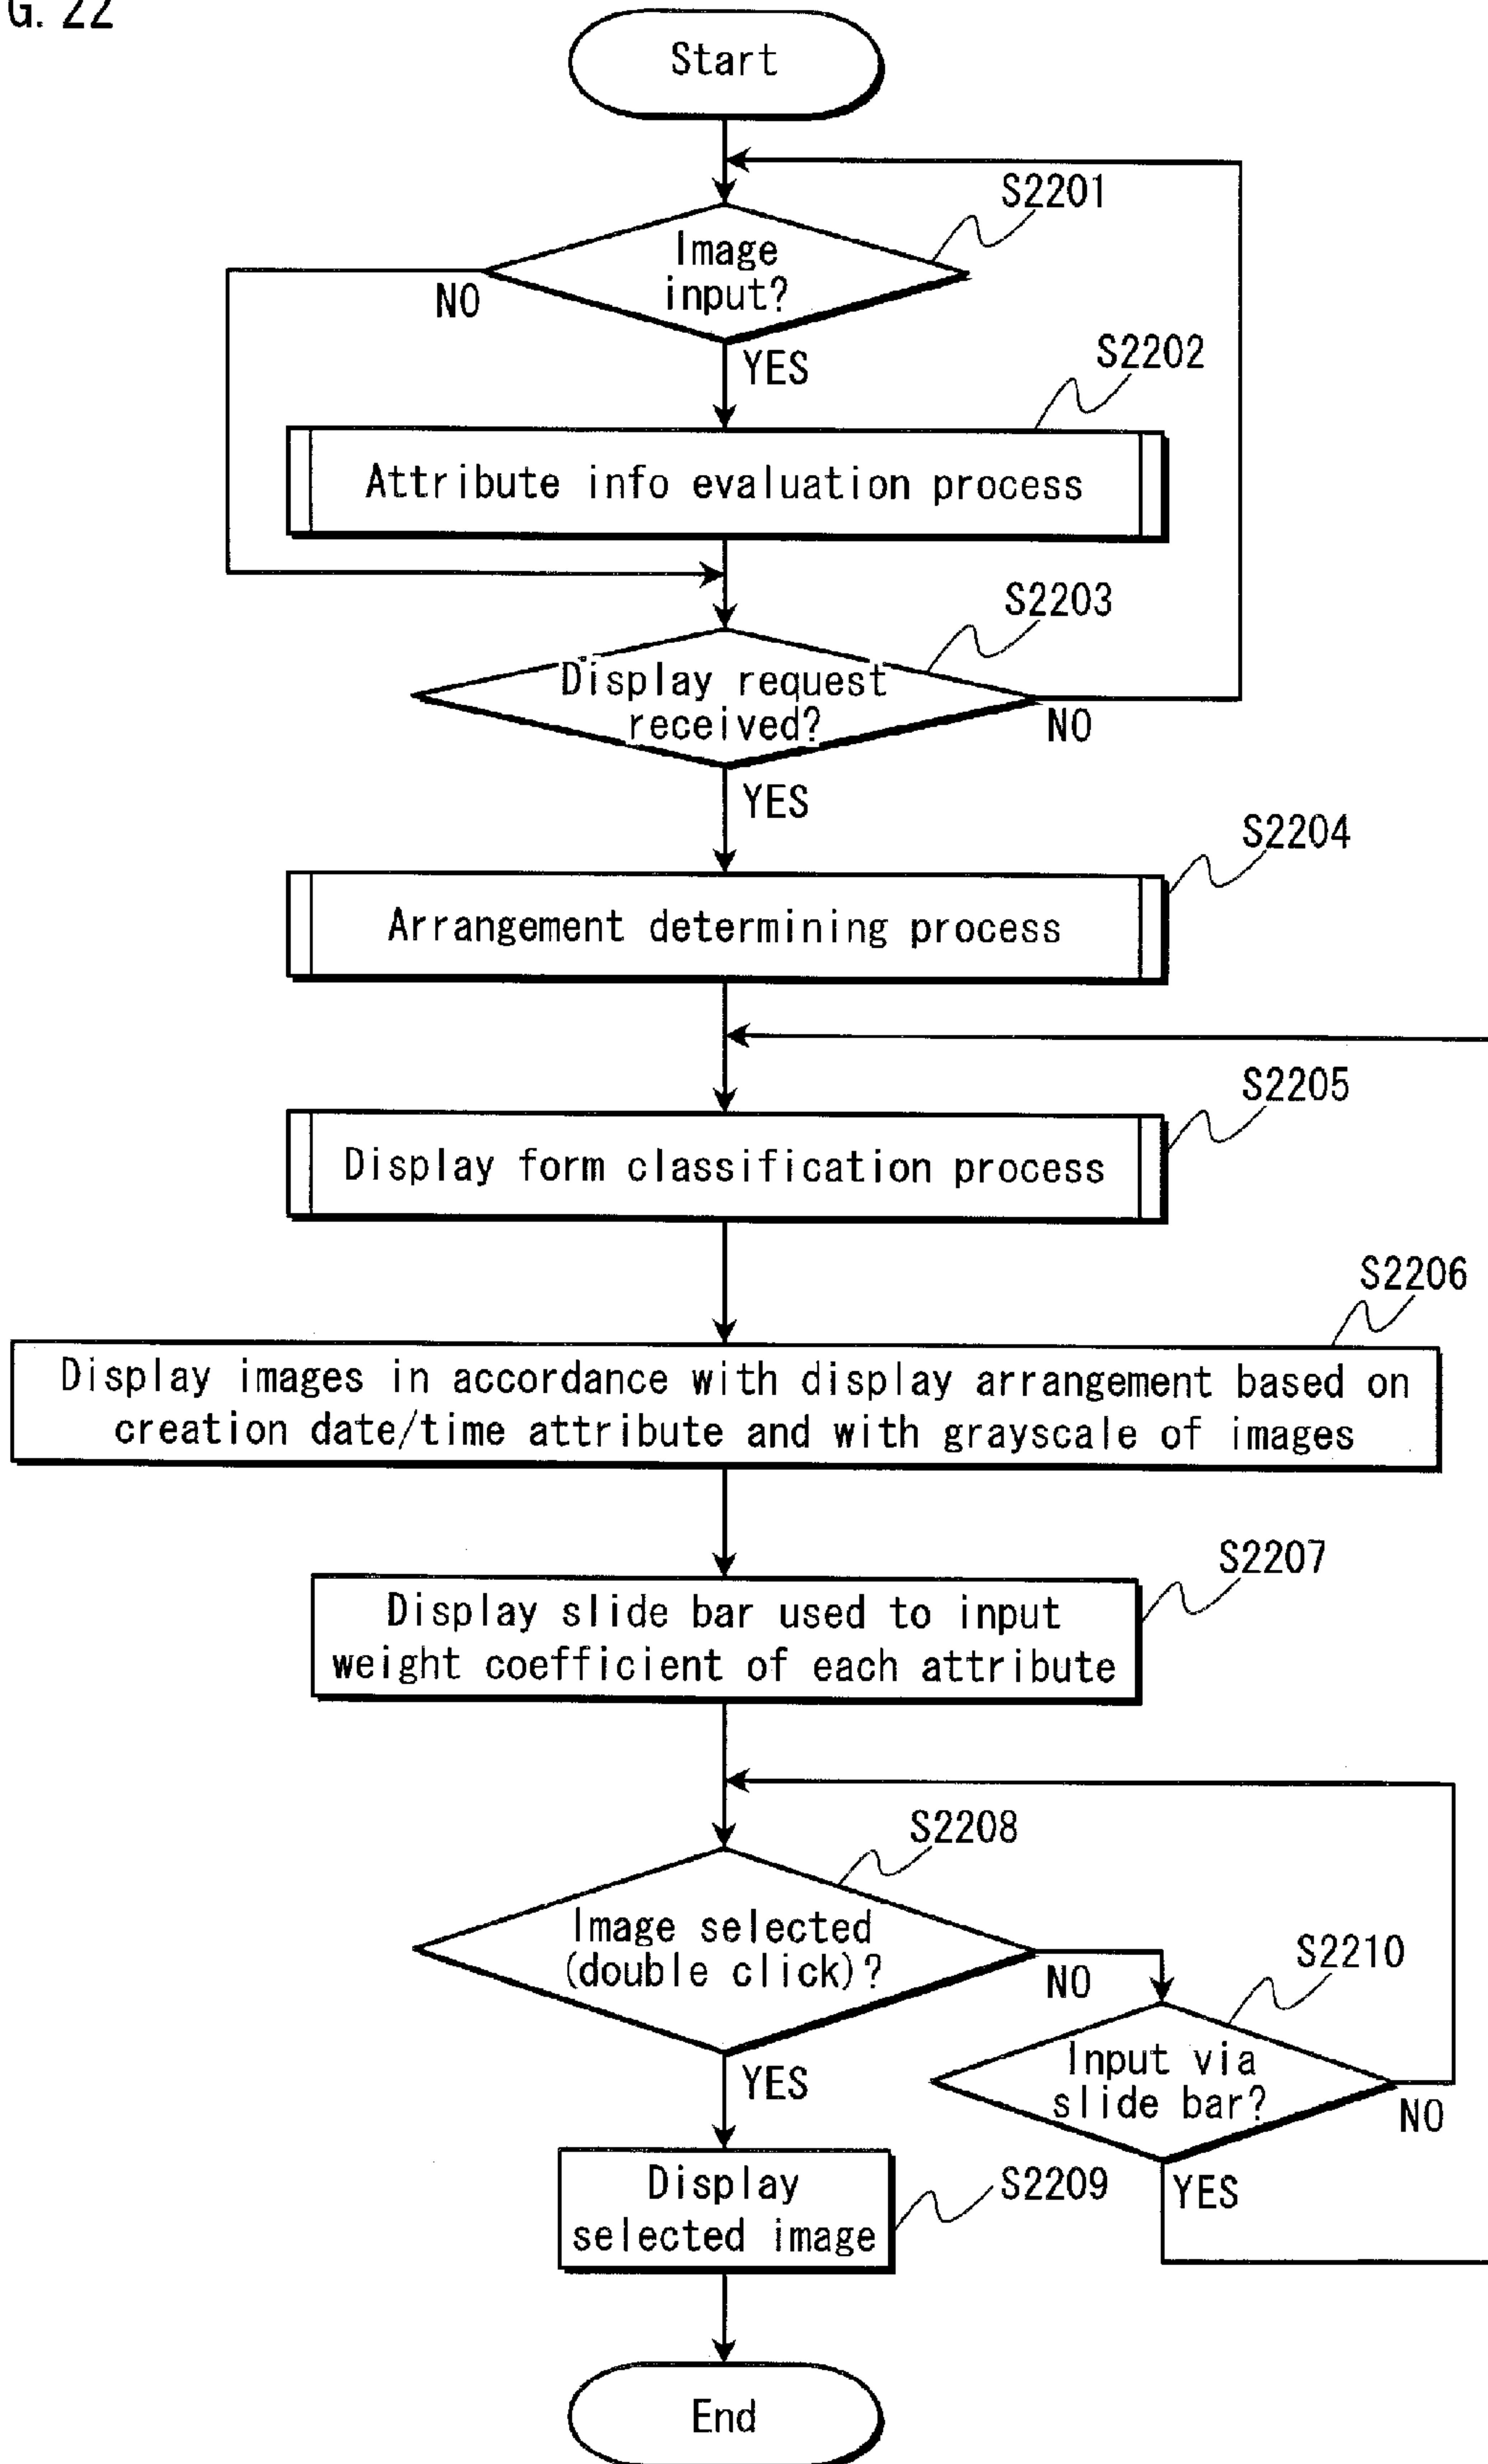 G. 22
Start
S2201
Image
input?
NO
YES
S2202
Attribute info evaluation process
S2203
Display request
received?
NO
YES
S2204
Arrangement determining process
S2205
Display form classification process
S2206
Display images in accordance with display arrangement based on
creation date/time attribute and with grayscale of images
S2207
Display slide bar used to input
weight coefficient of each attribute
S2208
Image selected
(double click)?
NO
S2210
YES
Input via
slide bar?
NO
Display
selected image
S2209
YES
End